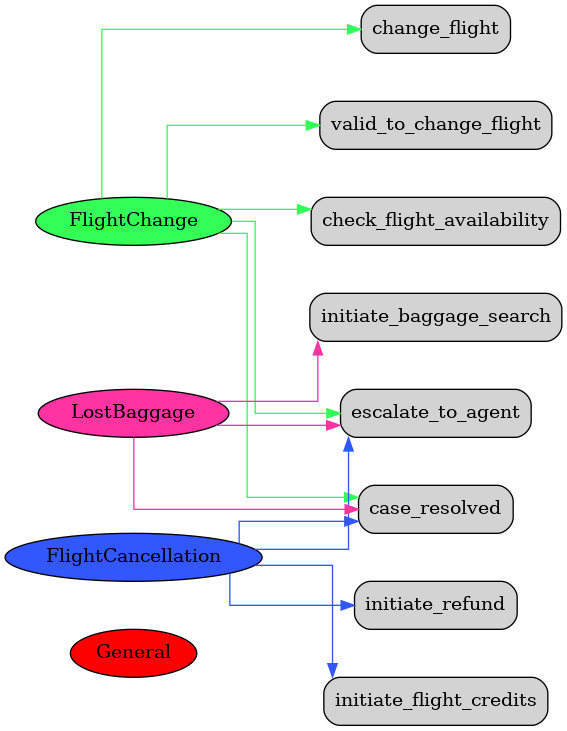 change_flight
valid_to_change_flight
FlightChange
check_flight_availability
initiate_baggage_search
LostBaggage
escalate_to_agent
case_resolved
FlightCancellation
initiate_refund
General
initiate_flight_credits